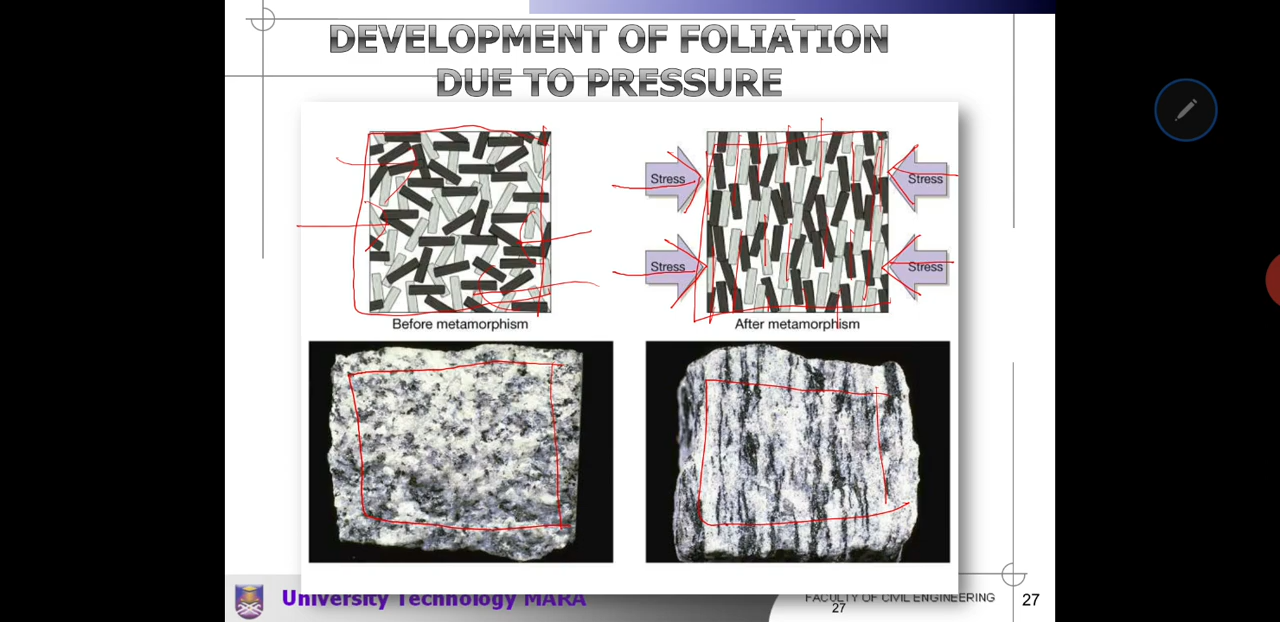 DEVELOPMENT OF FOLIATION
DUE TO PRESSURE
Stress
Stress
Stress
Stress
Before metamorphism
After metamorphism
University Technology MARA
FACULTY OF CIVIL ENGINEERING
27
27